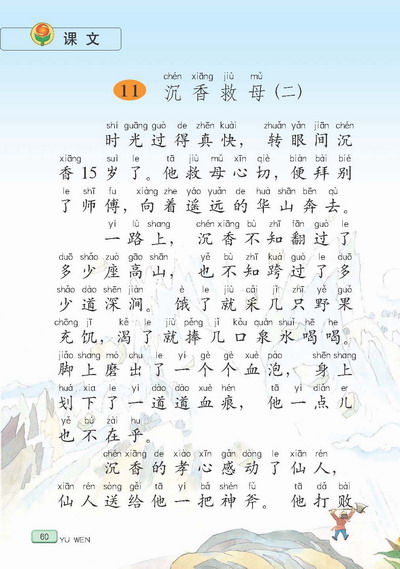 课文
chén xiāng jiù mǔ
11 沉香救母(二)
shí guāng guò de zhēn kuài zhuǎn yǎn jiān chén
时光过得真快，转眼间沉
xiāng suì le tā jiù mǔ xīn qiè biàn bài bié
香15岁了。他救母心切，便拜别
le shī fu xiàng zhe yáo yuǎn de huà shān bēn qù
了师傅，向着遥远的华山奔去。
yí lù shang chén xiāng bù zhī fān guò le
一路上，沉香不知翻过了
duō shǎo zuò gāo shān yě bù zhī kuà guò le duō
多少座高山，也不知跨过了多
shǎo dào shēn jiàn è le jiù cǎi jǐ zhī yě guǒ
少道深涧。饿了就采几只野果
chōng jī kě le jiù pěng jǐ kǒu quán shuǐ hē he
充饥，渴了就捧几口泉水喝喝。
jiǎo shang mó chū le yí gè gè xuè pào shēn shang
脚上磨出了一个个血泡，身上
huá xià le yí dào dào xuè hén tā yì diǎn er
划下了一道道血痕，他一点儿
yě bú zài hu
也不在乎。
chén xiāng de xiào xīn gǎn dòng le xiān rén
沉香的孝心感动了仙人，
xiān rén sòng gěi tā yì bǎ shén fǔ tā dǎ bài
仙人送给他一把神斧。他打败
60 YU WEN